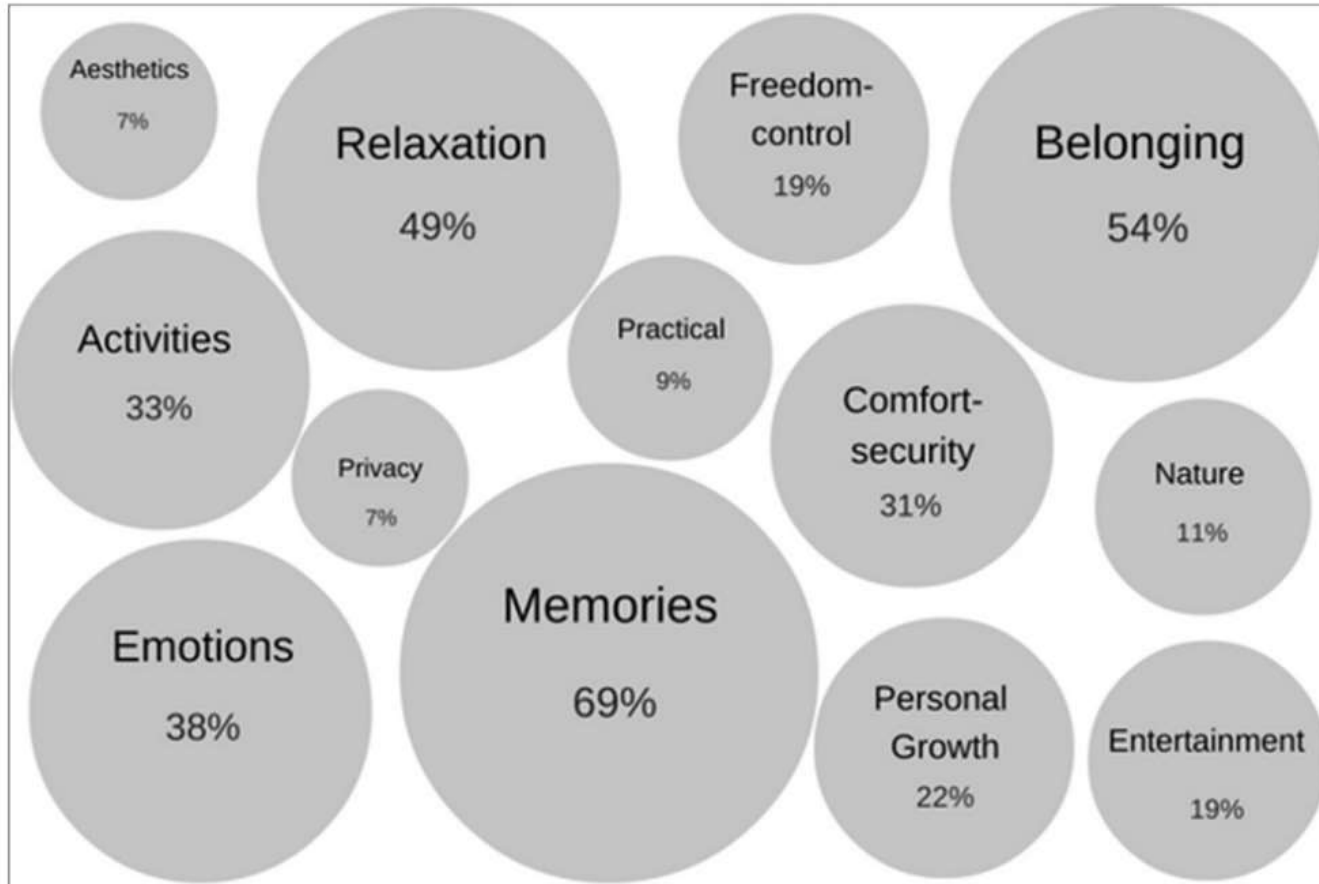 Aesthetics
7%
Relaxation
49%
Freedom-
control
19%
Belonging
54%
Activities
33%
Practical
9%
Comfort-
security
31%
Privacy
7%
Nature
11%
Emotions
38%
Memories
69%
Personal
Growth
22%
Entertainment
19%